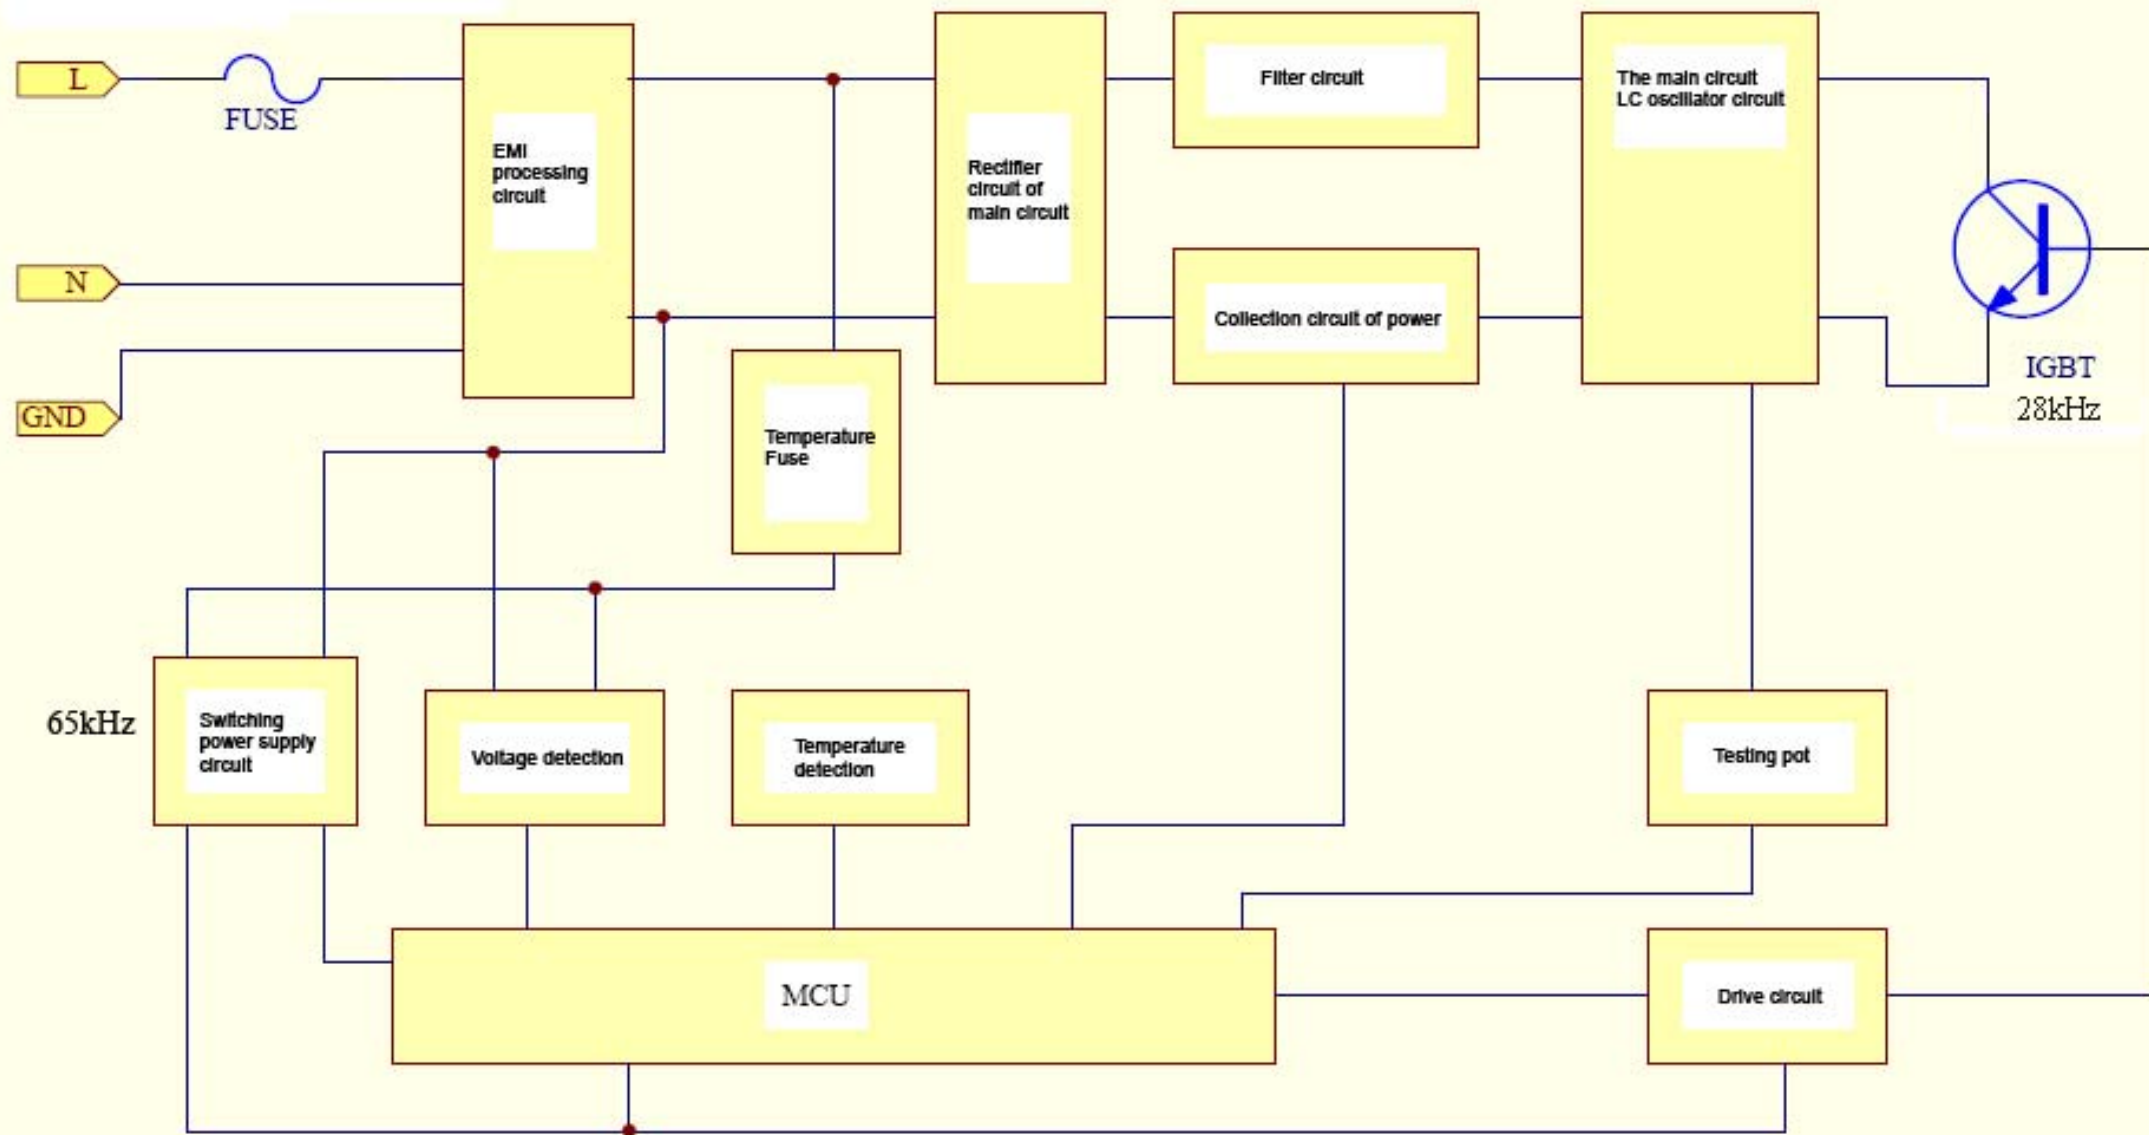 L
FUSE
N
GND
EMI
processing
circuit
Rectifier
circuit of
main circuit
Filter circuit
Collection circuit of power
The main circuit
LC oscillator circuit
IGBT
28kHz
Temperature
Fuse
65kHz
Switching
power supply
circuit
Voltage detection
Temperature
detection
Testing pot
MCU
Drive circuit